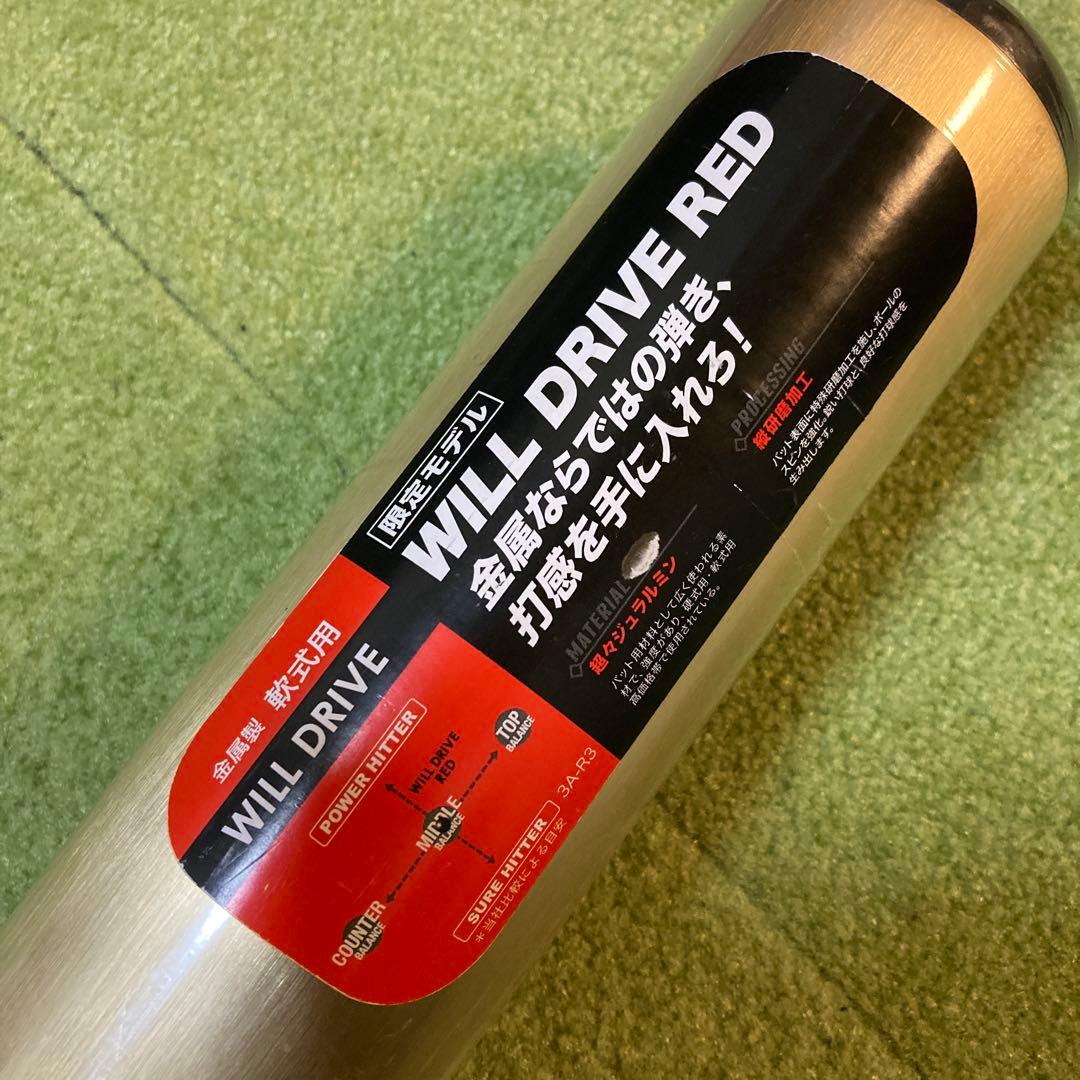 限定モデル
WILL DRIVE RED
金属ならではの弾き、
打感を手に入れろ!
MATERIAL
超々ジュラルミン
バット用材料として広く使われる素
材で、強度があり、硬式用・軟式用
高価格帯で使用されている。
PROCESSING
縦研磨加工
バット表面に特殊研磨加工を施し、ボールの
スピンを強化。鋭い打球と、良好な打球感を
生み出します。
金属製 軟式用
WILL DRIVE
POWER HITTER
WILL DRIVE
RED
TOP
BALANCE
MIDDLE
BALANCE
COUNTER
BALANCE
SURE HITTER
3A-R3
*当社比較による目安